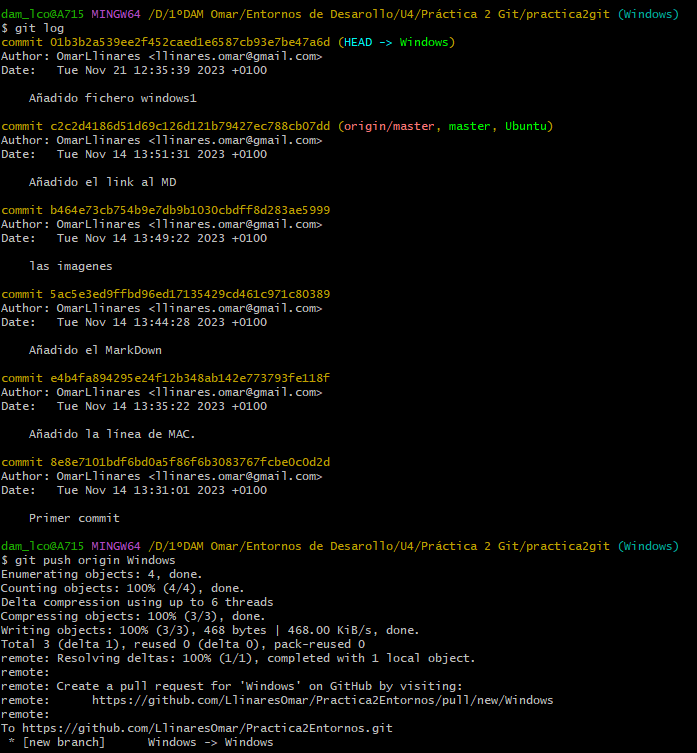 dam_lco@A715 MINGW64 /D/1ºDAM Omar/Entornos de Desarollo/U4/Práctica 2 Git/practica2git (Windows)
$ git log
commit 01b3b2a539ee2f452caed1e6587cb93e7be47a6d (HEAD -> Windows)
Author: OmarLlinares <llinares.omar@gmail.com>
Date:   Tue Nov 21 12:35:39 2023 +0100
    Añadido fichero windows1
commit c2c2d4186d51d69c126d121b79427ec788cb07dd (origin/master, master, Ubuntu)
Author: OmarLlinares <llinares.omar@gmail.com>
Date:   Tue Nov 14 13:51:31 2023 +0100
    Añadido el link al MD
commit b464e73cb754b9e7db9b1030cbdff8d283ae5999
Author: OmarLlinares <llinares.omar@gmail.com>
Date:   Tue Nov 14 13:49:22 2023 +0100
    las imagenes
commit 5ac5e3ed9ffbd96ed17135429cd461c971c80389
Author: OmarLlinares <llinares.omar@gmail.com>
Date:   Tue Nov 14 13:44:28 2023 +0100
    Añadido el MarkDown
commit e4b4fa894295e24f12b348ab142e773793fe118f
Author: OmarLlinares <llinares.omar@gmail.com>
Date:   Tue Nov 14 13:35:22 2023 +0100
    Añadido la línea de MAC.
commit 8e8e7101bdf6bd0a5f86f6b3083767fcbe0c0d2d
Author: OmarLlinares <llinares.omar@gmail.com>
Date:   Tue Nov 14 13:31:01 2023 +0100
    Primer commit
dam_lco@A715 MINGW64 /D/1ºDAM Omar/Entornos de Desarollo/U4/Práctica 2 Git/practica2git (Windows)
$ git push origin Windows
Enumerating objects: 4, done.
Counting objects: 100% (4/4), done.
Delta compression using up to 6 threads
Compressing objects: 100% (3/3), done.
Writing objects: 100% (3/3), 468 bytes | 468.00 KiB/s, done.
Total 3 (delta 1), reused 0 (delta 0), pack-reused 0
remote: Resolving deltas: 100% (1/1), completed with 1 local object.
remote:
remote: Create a pull request for 'Windows' on GitHub by visiting:
remote:      https://github.com/LlinaresOmar/Practica2Entornos/pull/new/Windows
remote:
To https://github.com/LlinaresOmar/Practica2Entornos.git
 * [new branch]      Windows -> Windows